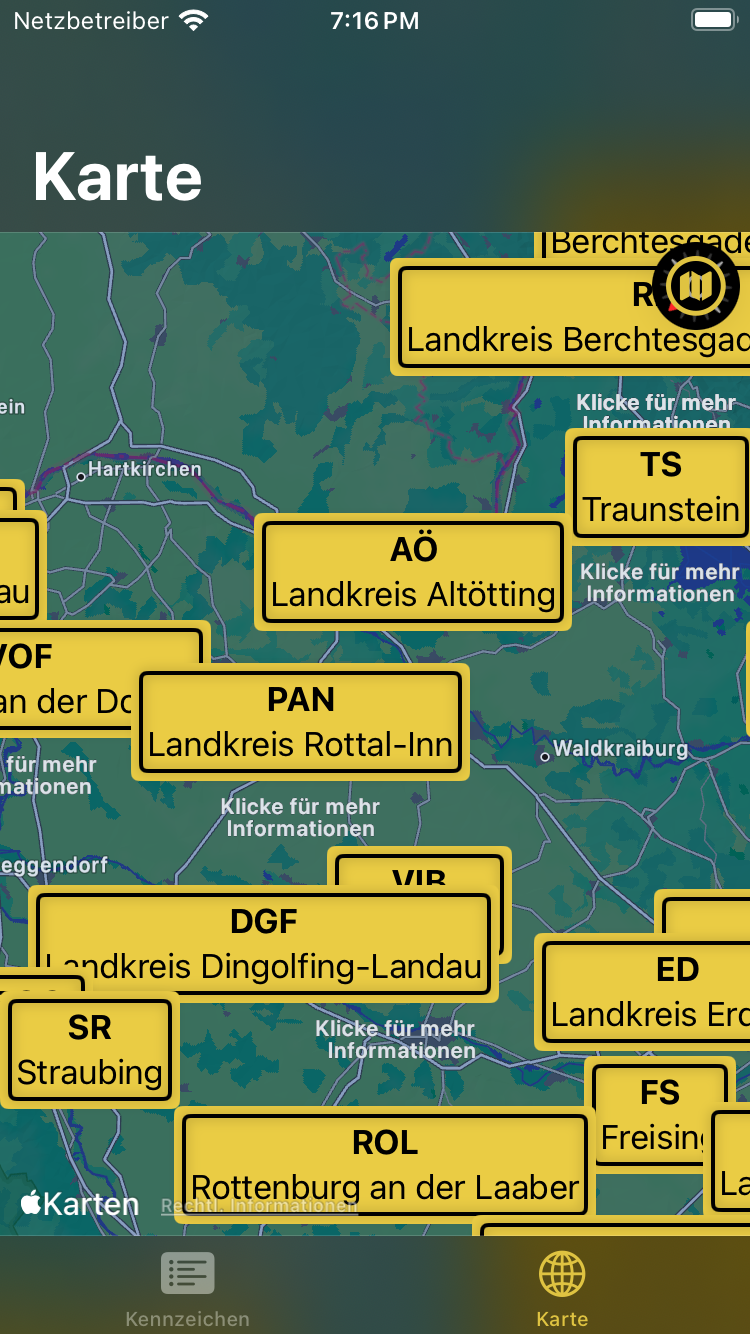 Netzbetreiber
7:16 PM
Karte
Berchtesgade
R
Landkreis Berchtesgad
Klicke für mehr
Informationen
ein
TS
Traunstein
Hartkirchen
AÖ
Landkreis Altötting
Klicke für mehr
Informationen
au
VOF
an der Do
PAN
Landkreis Rottal-Inn
Waldkraiburg
für mehr
mationen
Klicke für mehr
Informationen
eggendorf
VIB
DGF
Landkreis Dingolfing-Landau
ED
Landkreis Erd
SR
Straubing
Klicke für mehr
Informationen
FS
Freising
ROL
Rottenburg an der Laaber
La
Karten
Rechtl. Informationen
Kennzeichen
Karte